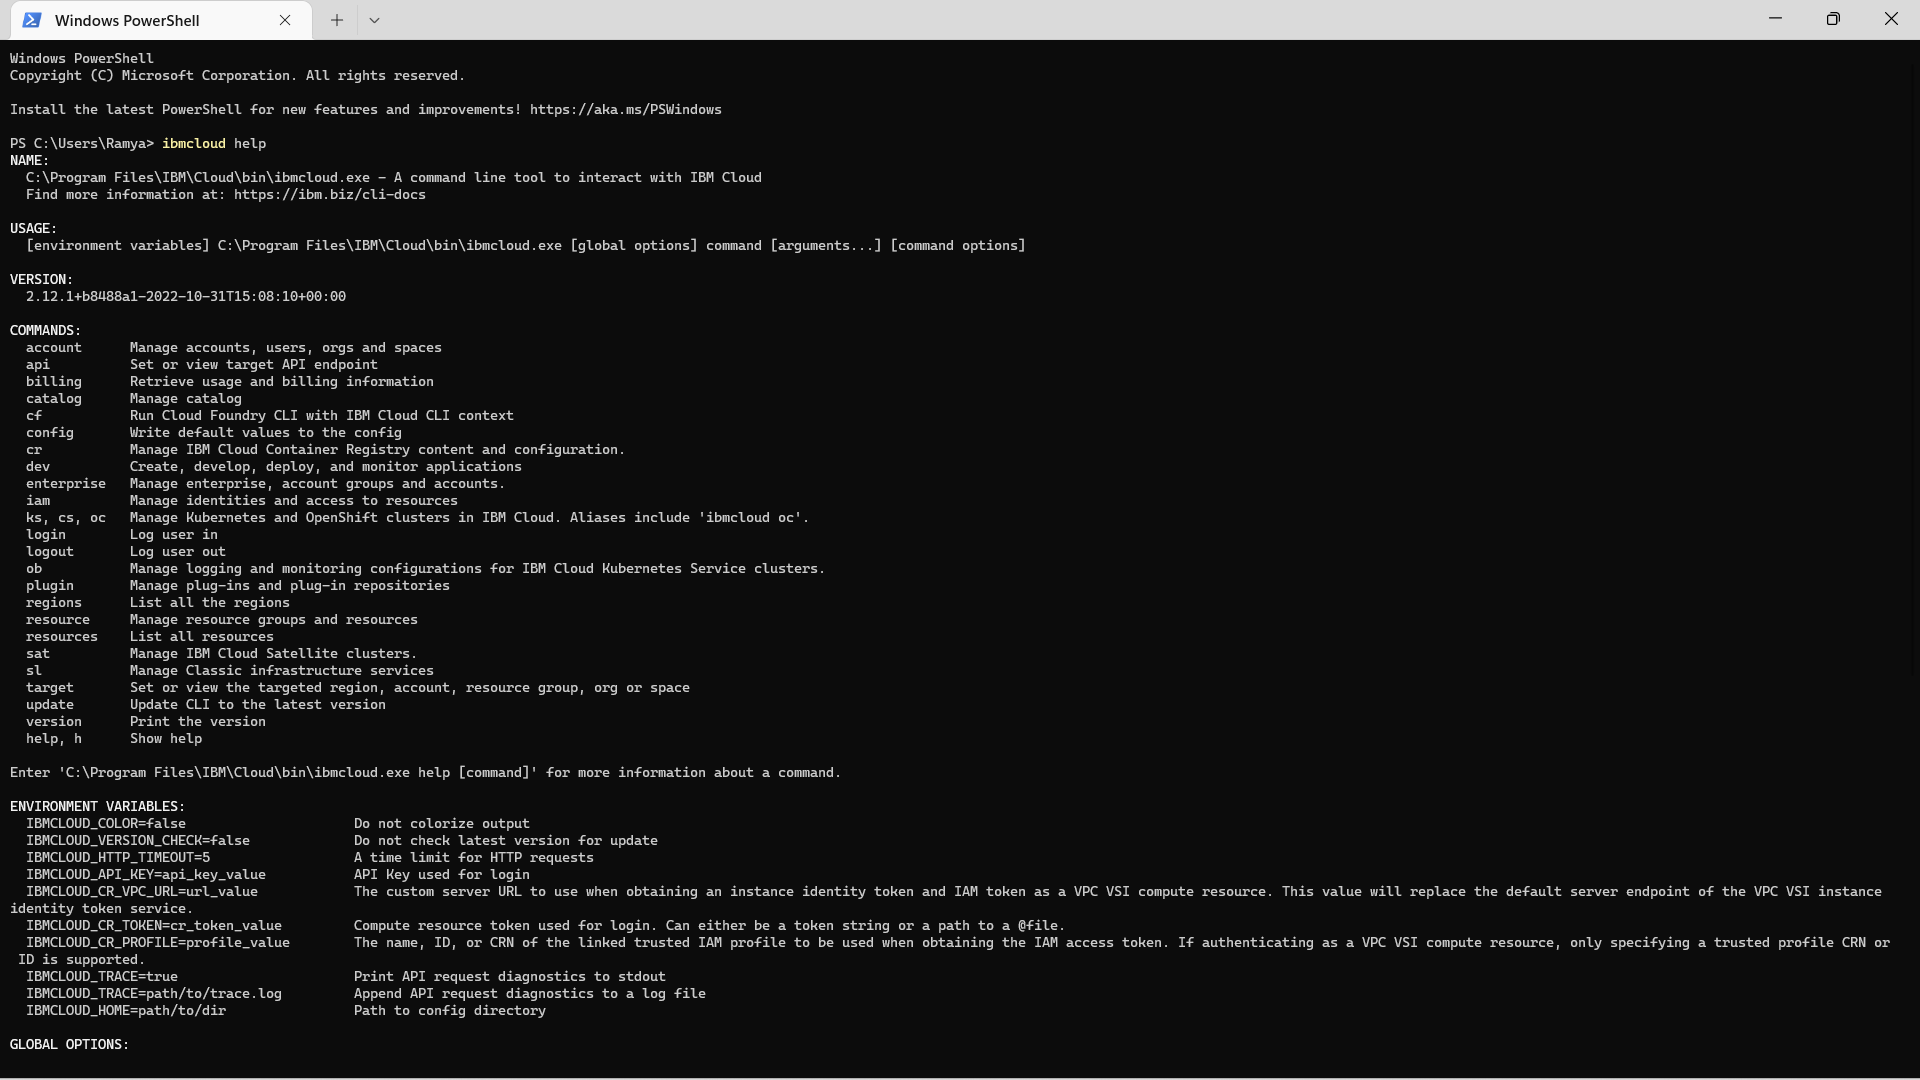 Windows PowerShell
Windows PowerShell
Copyright (C) Microsoft Corporation. All rights reserved.
Install the latest PowerShell for new features and improvements! https://aka.ms/PSWindows
PS C:\Users\Ramya> ibmcloud help
NAME:
  C:\Program Files\IBM\Cloud\bin\ibmcloud.exe - A command line tool to interact with IBM Cloud
  Find more information at: https://ibm.biz/cli-docs
USAGE:
  [environment variables] C:\Program Files\IBM\Cloud\bin\ibmcloud.exe [global options] command [arguments...] [command options]
VERSION:
  2.12.1+b8488a1-2022-10-31T15:08:10+00:00
COMMANDS:
  account      Manage accounts, users, orgs and spaces
  api          Set or view target API endpoint
  billing      Retrieve usage and billing information
  catalog      Manage catalog
  cf           Run Cloud Foundry CLI with IBM Cloud CLI context
  config       Write default values to the config
  cr           Manage IBM Cloud Container Registry content and configuration.
  dev          Create, develop, deploy, and monitor applications
  enterprise   Manage enterprise, account groups and accounts.
  iam          Manage identities and access to resources
  ks, cs, oc   Manage Kubernetes and OpenShift clusters in IBM Cloud. Aliases include 'ibmcloud oc'.
  login        Log user in
  logout       Log user out
  ob           Manage logging and monitoring configurations for IBM Cloud Kubernetes Service clusters.
  plugin       Manage plug-ins and plug-in repositories
  regions      List all the regions
  resource     Manage resource groups and resources
  resources    List all resources
  sat          Manage IBM Cloud Satellite clusters.
  sl           Manage Classic infrastructure services
  target       Set or view the targeted region, account, resource group, org or space
  update       Update CLI to the latest version
  version      Print the version
  help, h      Show help
Enter 'C:\Program Files\IBM\Cloud\bin\ibmcloud.exe help [command]' for more information about a command.
ENVIRONMENT VARIABLES:
  IBMCLOUD_COLOR=false                     Do not colorize output
  IBMCLOUD_VERSION_CHECK=false             Do not check latest version for update
  IBMCLOUD_HTTP_TIMEOUT=5                  A time limit for HTTP requests
  IBMCLOUD_API_KEY=api_key_value           API Key used for login
  IBMCLOUD_CR_VPC_URL=url_value            The custom server URL to use when obtaining an instance identity token and IAM token as a VPC VSI compute resource. This value will replace the default server endpoint of the VPC VSI instance
identity token service.
  IBMCLOUD_CR_TOKEN=cr_token_value         Compute resource token used for login. Can either be a token string or a path to a @file.
  IBMCLOUD_CR_PROFILE=profile_value        The name, ID, or CRN of the linked trusted IAM profile to be used when obtaining the IAM access token. If authenticating as a VPC VSI compute resource, only specifying a trusted profile CRN or
 ID is supported.
  IBMCLOUD_TRACE=true                      Print API request diagnostics to stdout
  IBMCLOUD_TRACE=path/to/trace.log         Append API request diagnostics to a log file
  IBMCLOUD_HOME=path/to/dir                Path to config directory
GLOBAL OPTIONS: